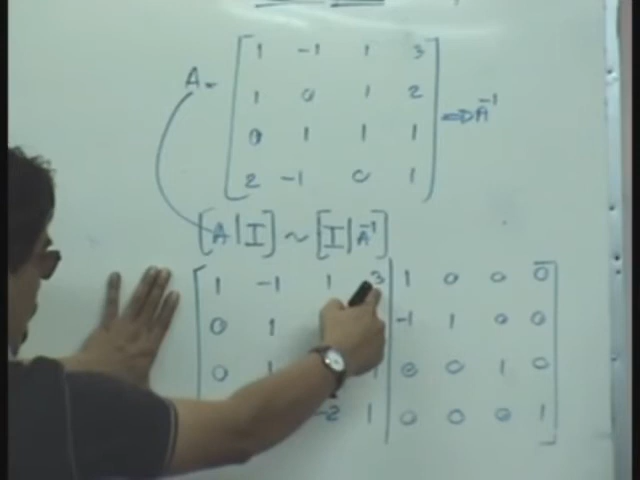 1 -1 1 3
A = 1 0 1 2 ⇒ A⁻¹
0 1 1 1
2 -1 0 1
[A|I] ~ [I|A⁻¹]
1 -1 1 3 | 1 0 0 0
0 1 | -1 1 0 0
0 1 1 | 0 0 1 0
-2 1 | 0 0 0 1